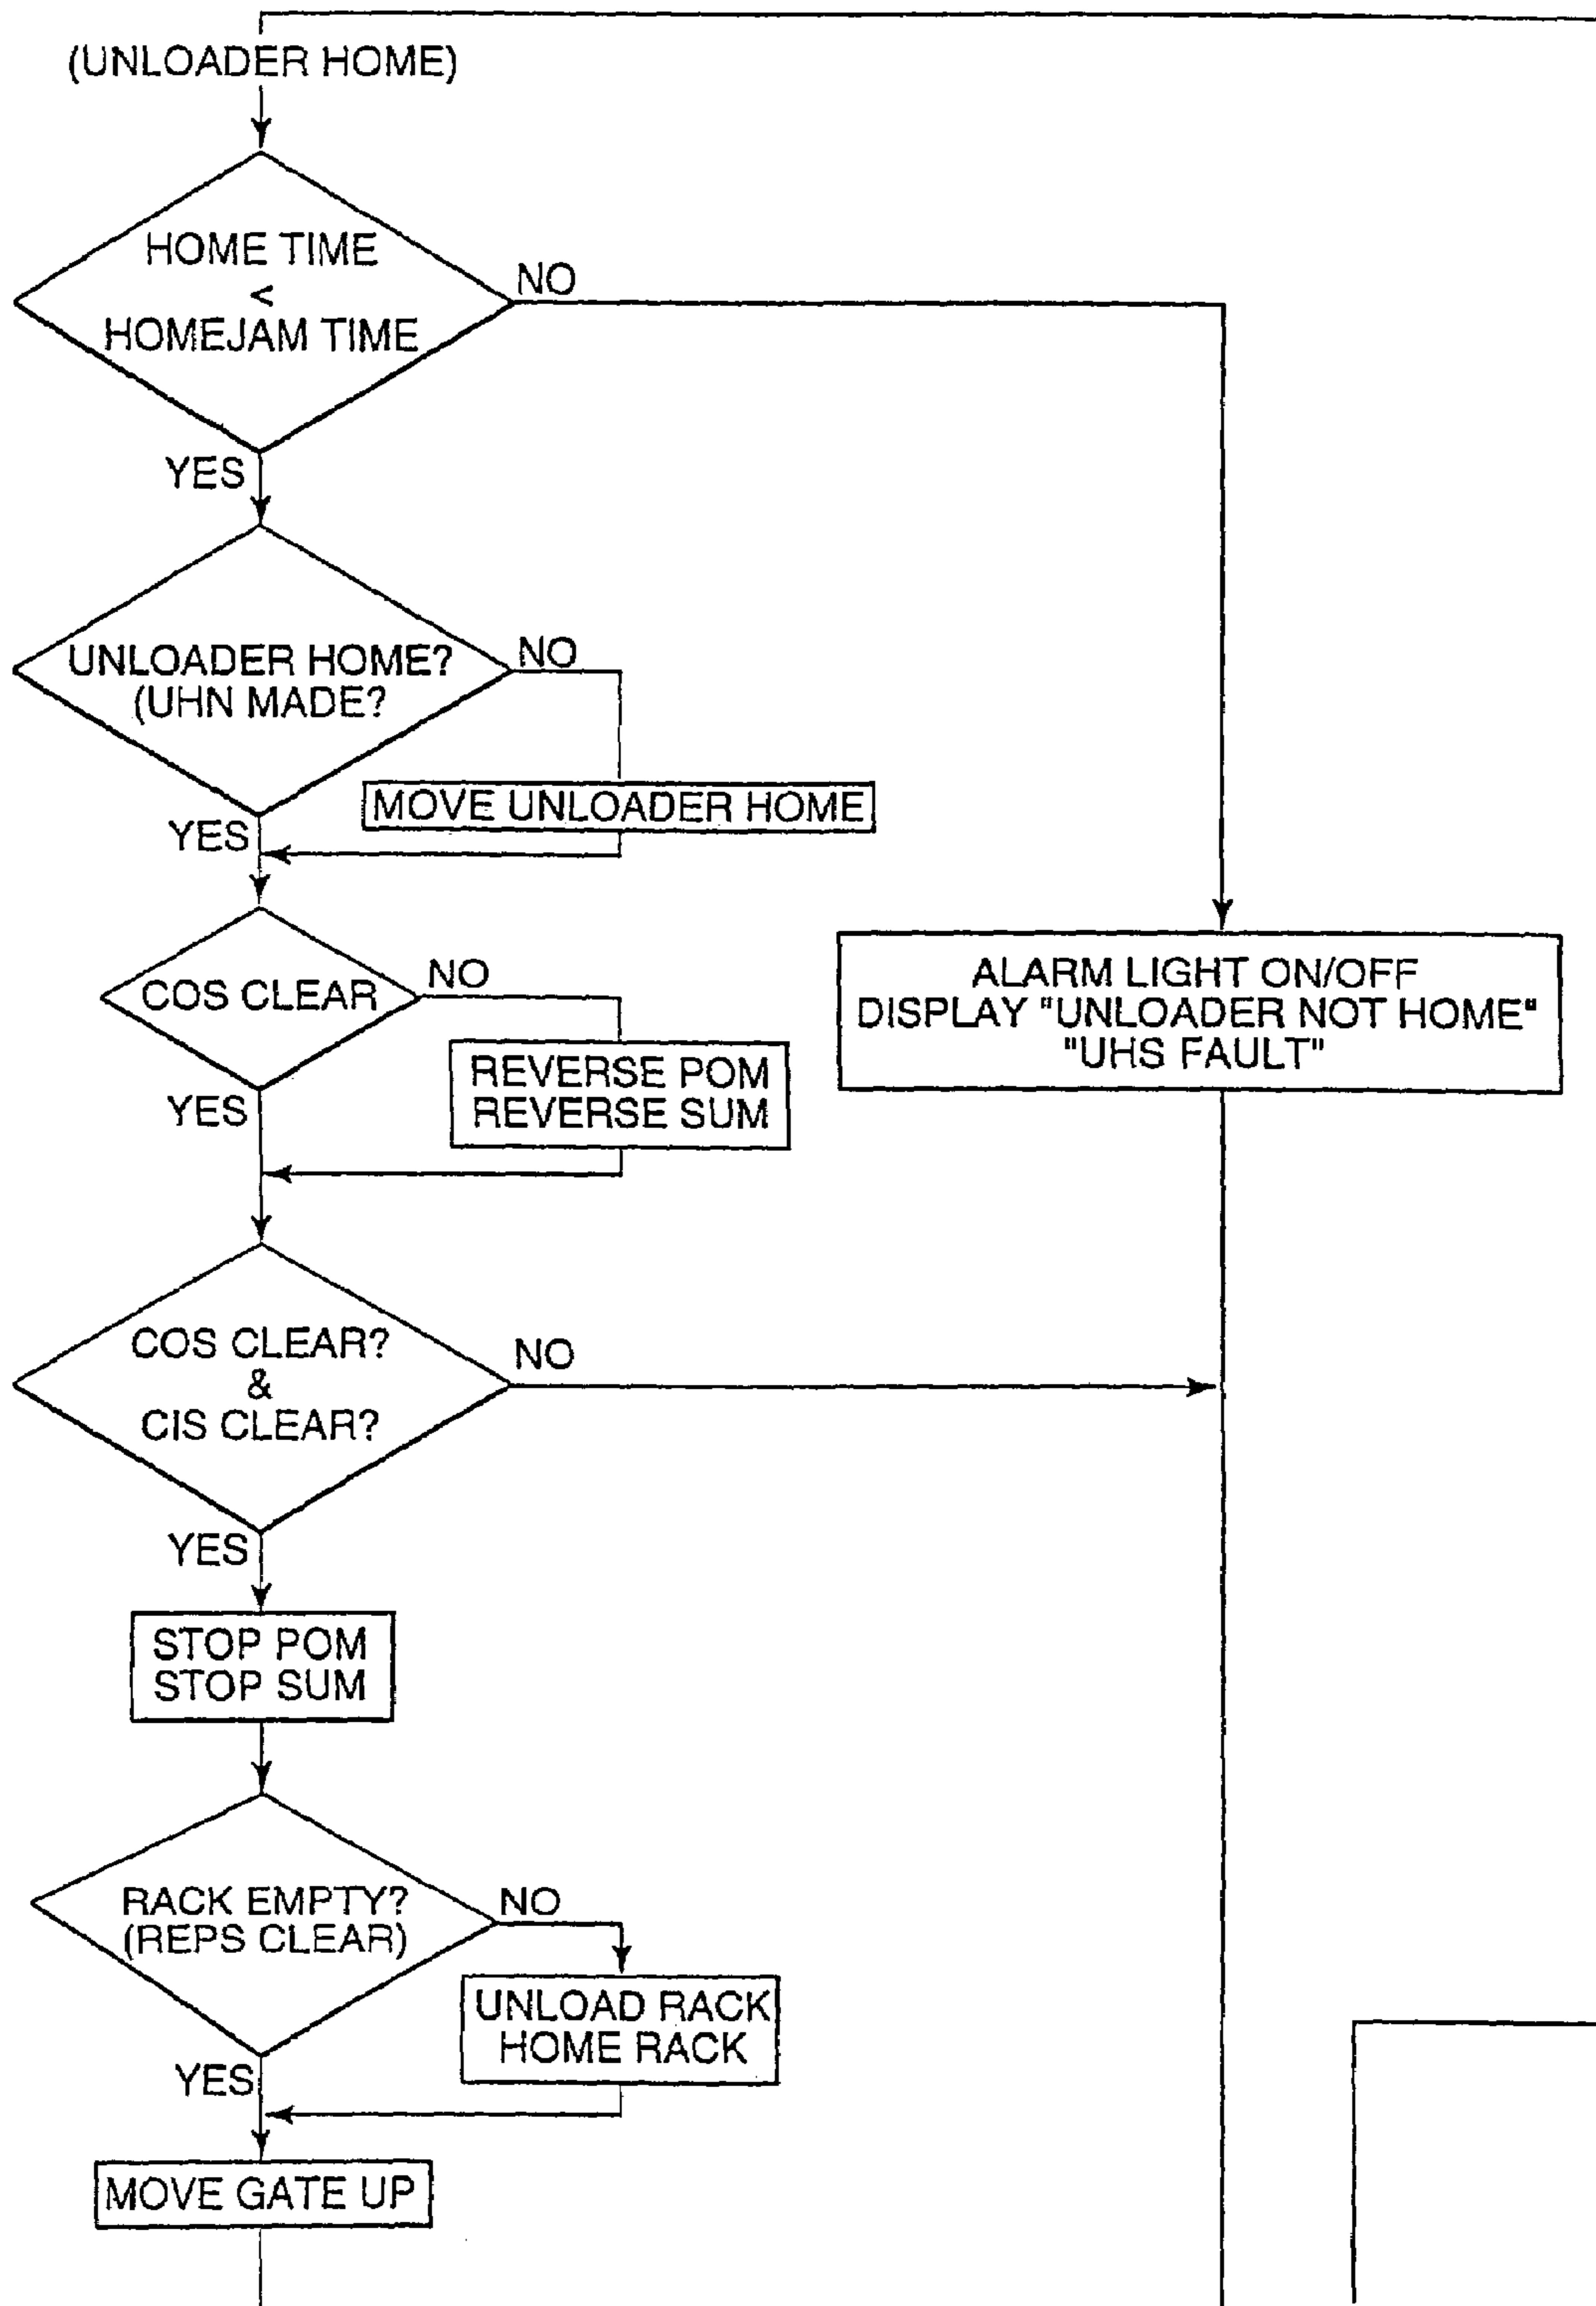 (UNLOADER HOME)
HOME TIME
<
HOMEJAM TIME
NO
YES
UNLOADER HOME?
(UHN MADE?
NO
MOVE UNLOADER HOME
YES
COS CLEAR
NO
REVERSE POM
REVERSE SUM
YES
ALARM LIGHT ON/OFF
DISPLAY "UNLOADER NOT HOME"
"UHS FAULT"
COS CLEAR?
&
CIS CLEAR?
NO
YES
STOP POM
STOP SUM
RACK EMPTY?
(REPS CLEAR)
NO
UNLOAD RACK
HOME RACK
YES
MOVE GATE UP